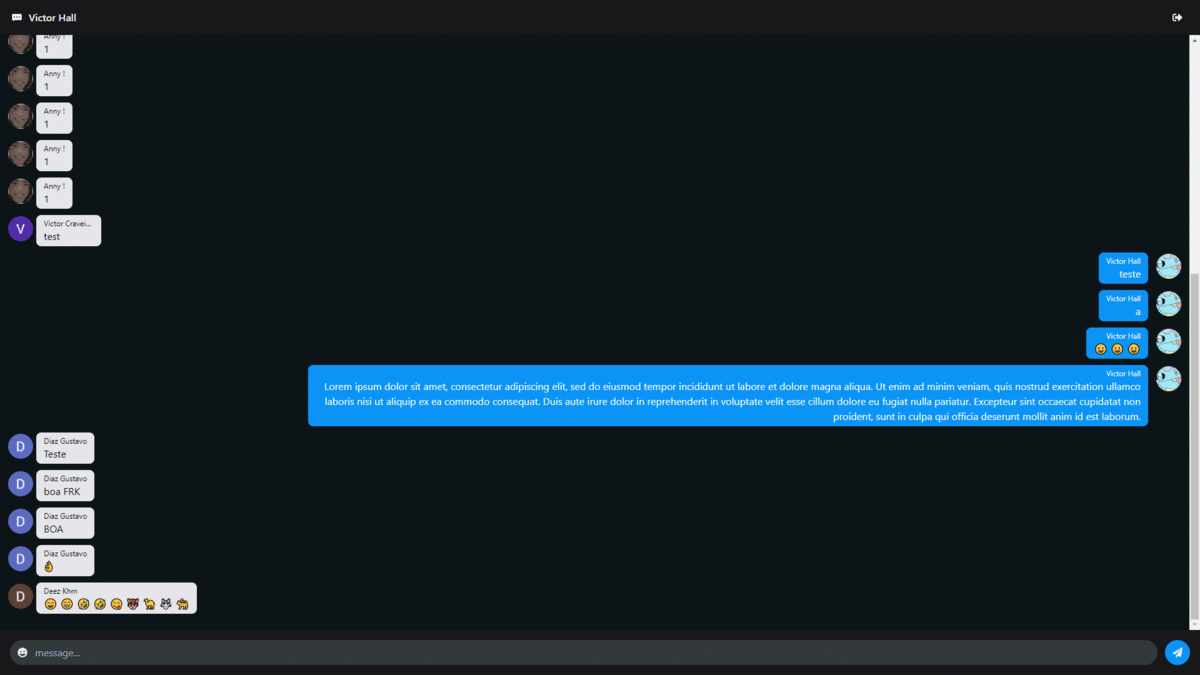 Victor Hall
Anny !
1
Anny !
1
Anny !
1
Anny !
1
Anny !
1
V
Victor Cravei...
test
Victor Hall
teste
Victor Hall
a
Victor Hall
😀 😀 😀
Victor Hall
Lorem ipsum dolor sit amet, consectetur adipiscing elit, sed do eiusmod tempor incididunt ut labore et dolore magna aliqua. Ut enim ad minim veniam, quis nostrud exercitation ullamco
laboris nisi ut aliquip ex ea commodo consequat. Duis aute irure dolor in reprehenderit in voluptate velit esse cillum dolore eu fugiat nulla pariatur. Excepteur sint occaecat cupidatat non
proident, sunt in culpa qui officia deserunt mollit anim id est laborum.
D
Diaz Gustavo
Teste
D
Diaz Gustavo
boa FRK
D
Diaz Gustavo
BOA
D
Diaz Gustavo
👌
D
Deez Khm
message...